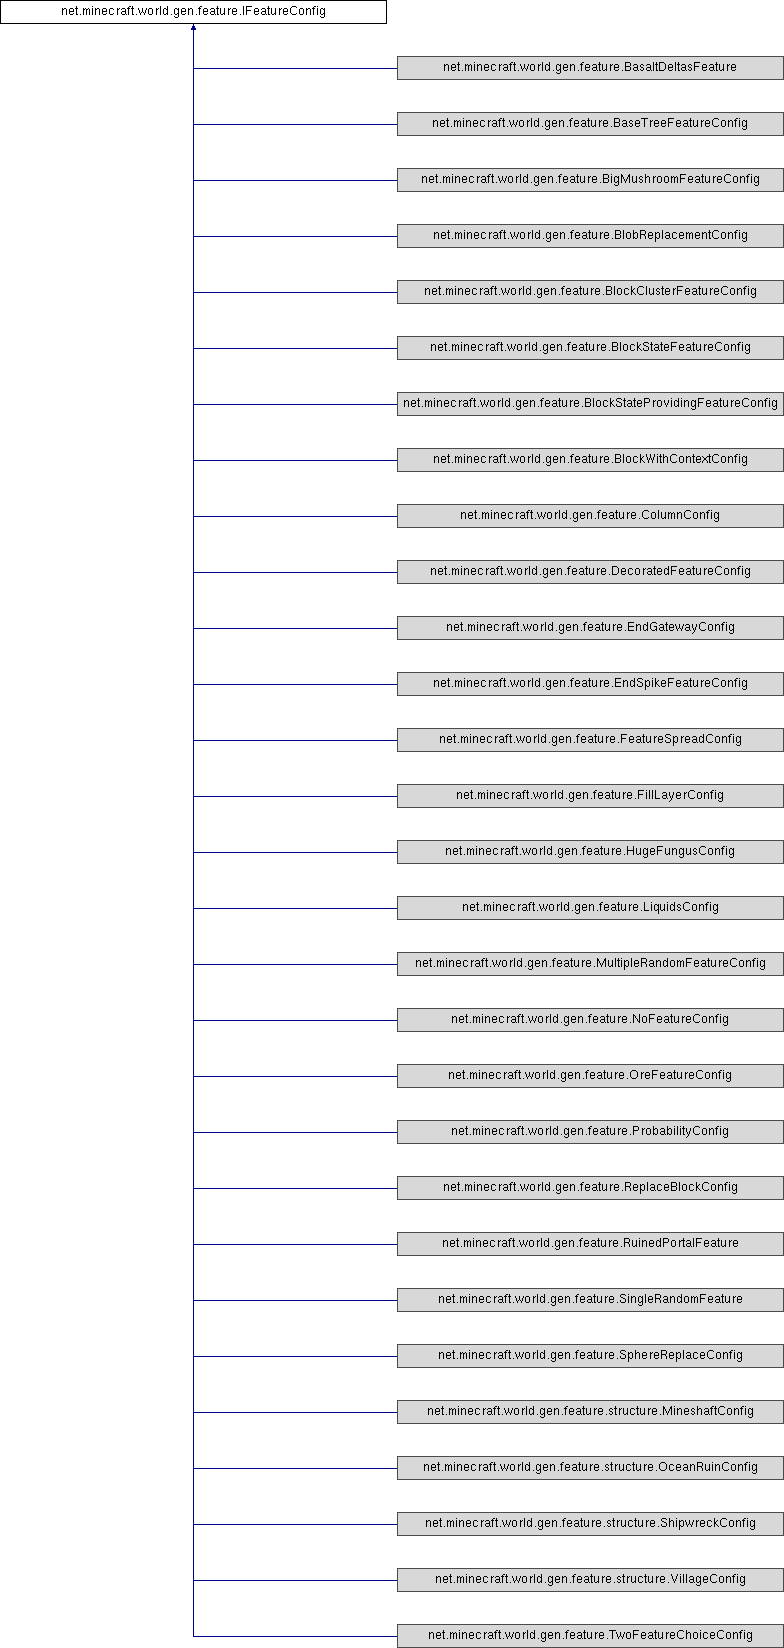 net.minecraft.world.gen.feature.IFeatureConfig
net.minecraft.world.gen.feature.BasaltDeltasFeature
net.minecraft.world.gen.feature.BaseTreeFeatureConfig
net.minecraft.world.gen.feature.BigMushroomFeatureConfig
net.minecraft.world.gen.feature.BlobReplacementConfig
net.minecraft.world.gen.feature.BlockClusterFeatureConfig
net.minecraft.world.gen.feature.BlockStateFeatureConfig
net.minecraft.world.gen.feature.BlockStateProvidingFeatureConfig
net.minecraft.world.gen.feature.BlockWithContextConfig
net.minecraft.world.gen.feature.ColumnConfig
net.minecraft.world.gen.feature.DecoratedFeatureConfig
net.minecraft.world.gen.feature.EndGatewayConfig
net.minecraft.world.gen.feature.EndSpikeFeatureConfig
net.minecraft.world.gen.feature.FeatureSpreadConfig
net.minecraft.world.gen.feature.FillLayerConfig
net.minecraft.world.gen.feature.HugeFungusConfig
net.minecraft.world.gen.feature.LiquidsConfig
net.minecraft.world.gen.feature.MultipleRandomFeatureConfig
net.minecraft.world.gen.feature.NoFeatureConfig
net.minecraft.world.gen.feature.OreFeatureConfig
net.minecraft.world.gen.feature.ProbabilityConfig
net.minecraft.world.gen.feature.ReplaceBlockConfig
net.minecraft.world.gen.feature.RuinedPortalFeature
net.minecraft.world.gen.feature.SingleRandomFeature
net.minecraft.world.gen.feature.SphereReplaceConfig
net.minecraft.world.gen.feature.structure.MineshaftConfig
net.minecraft.world.gen.feature.structure.OceanRuinConfig
net.minecraft.world.gen.feature.structure.ShipwreckConfig
net.minecraft.world.gen.feature.structure.VillageConfig
net.minecraft.world.gen.feature.TwoFeatureChoiceConfig